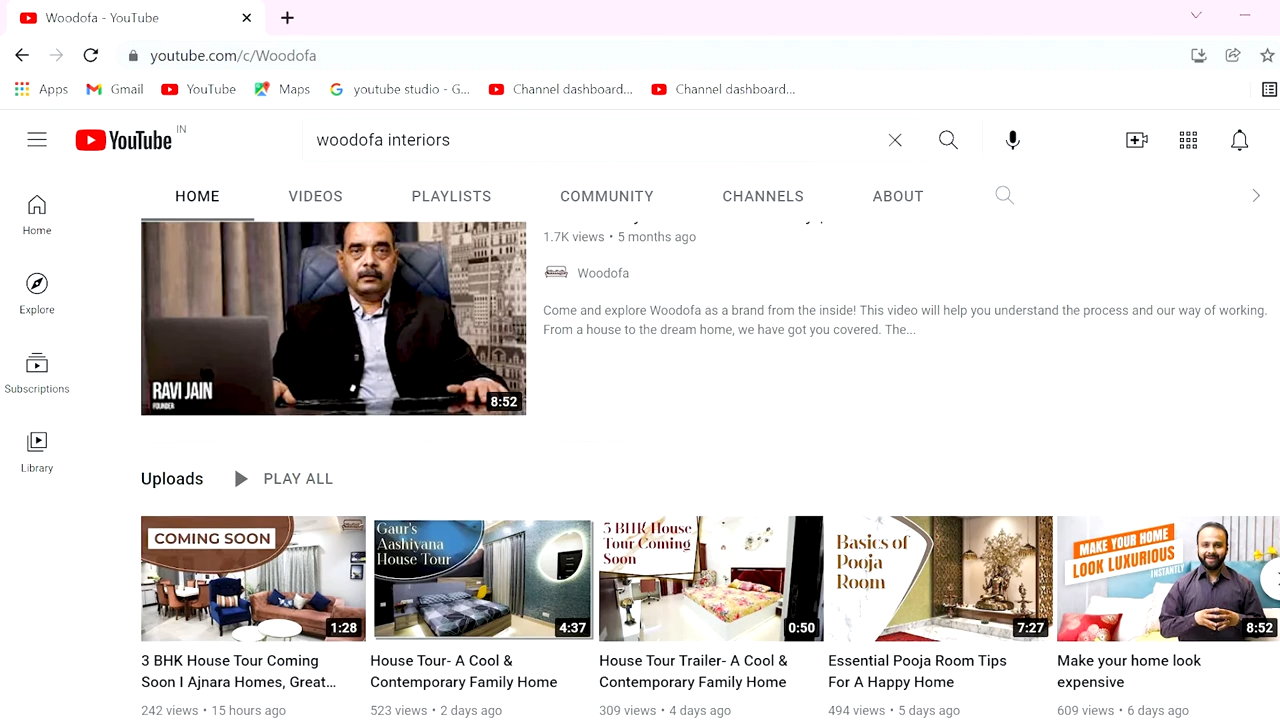 Woodofa - YouTube
youtube.com/c/Woodofa
Apps Gmail YouTube Maps youtube studio - G... Channel dashboard... Channel dashboard...
YouTube IN
woodofa interiors
HOME VIDEOS PLAYLISTS COMMUNITY CHANNELS ABOUT
Home
Explore
Subscriptions
Library
RAVI JAIN
FOUNDER
8:52
1.7K views • 5 months ago
Woodofa
Come and explore Woodofa as a brand from the inside! This video will help you understand the process and our way of working.
From a house to the dream home, we have got you covered. The...
Uploads PLAY ALL
COMING SOON
1:28
3 BHK House Tour Coming
Soon I Ajnara Homes, Great...
242 views • 15 hours ago
Gaur's
Aashiyana
House Tour
4:37
House Tour- A Cool &
Contemporary Family Home
523 views • 2 days ago
3 BHK House
Tour Coming
Soon
0:50
House Tour Trailer- A Cool &
Contemporary Family Home
309 views • 4 days ago
Basics of
Pooja
Room
7:27
Essential Pooja Room Tips
For A Happy Home
494 views • 5 days ago
MAKE YOUR HOME
LOOK LUXURIOUS
INSTANTLY
8:52
Make your home look
expensive
609 views • 6 days ago